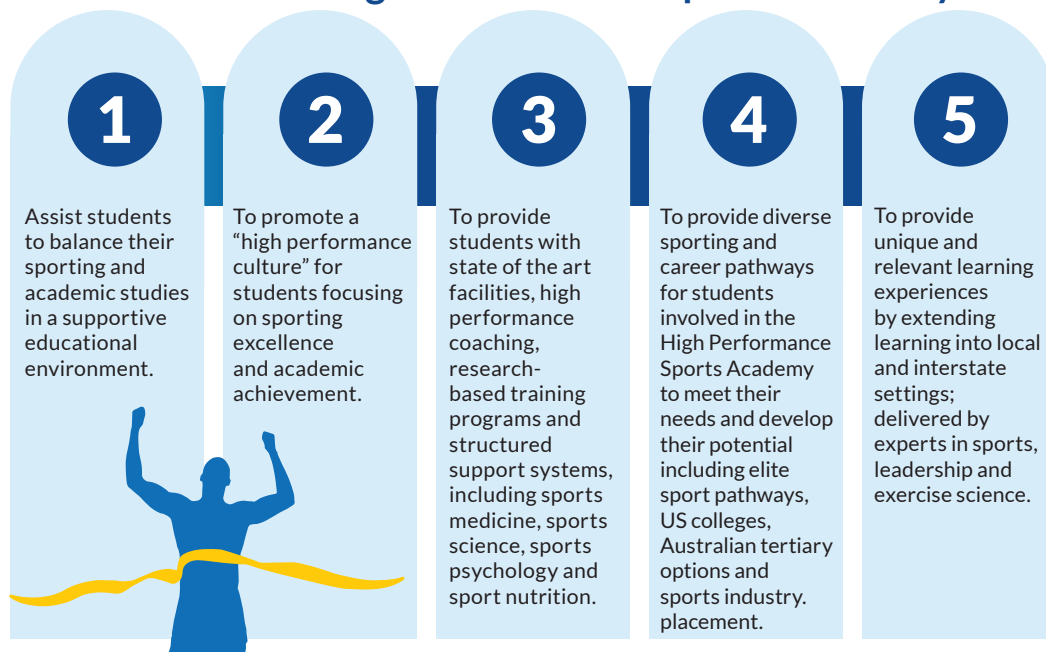 1
Assist students
to balance their
sporting and
academic studies
in a supportive
educational
environment.
2
To promote a
“high performance
culture” for
students focusing
on sporting
excellence
and academic
achievement.
3
To provide
students with
state of the art
facilities, high
performance
coaching,
research-
based training
programs and
structured
support systems,
including sports
medicine, sports
science, sports
psychology and
sport nutrition.
4
To provide diverse
sporting and
career pathways
for students
involved in the
High Performance
Sports Academy
to meet their
needs and develop
their potential
including elite
sport pathways,
US colleges,
Australian tertiary
options and
sports industry.
placement.
5
To provide
unique and
relevant learning
experiences
by extending
learning into local
and interstate
settings;
delivered by
experts in sports,
leadership and
exercise science.